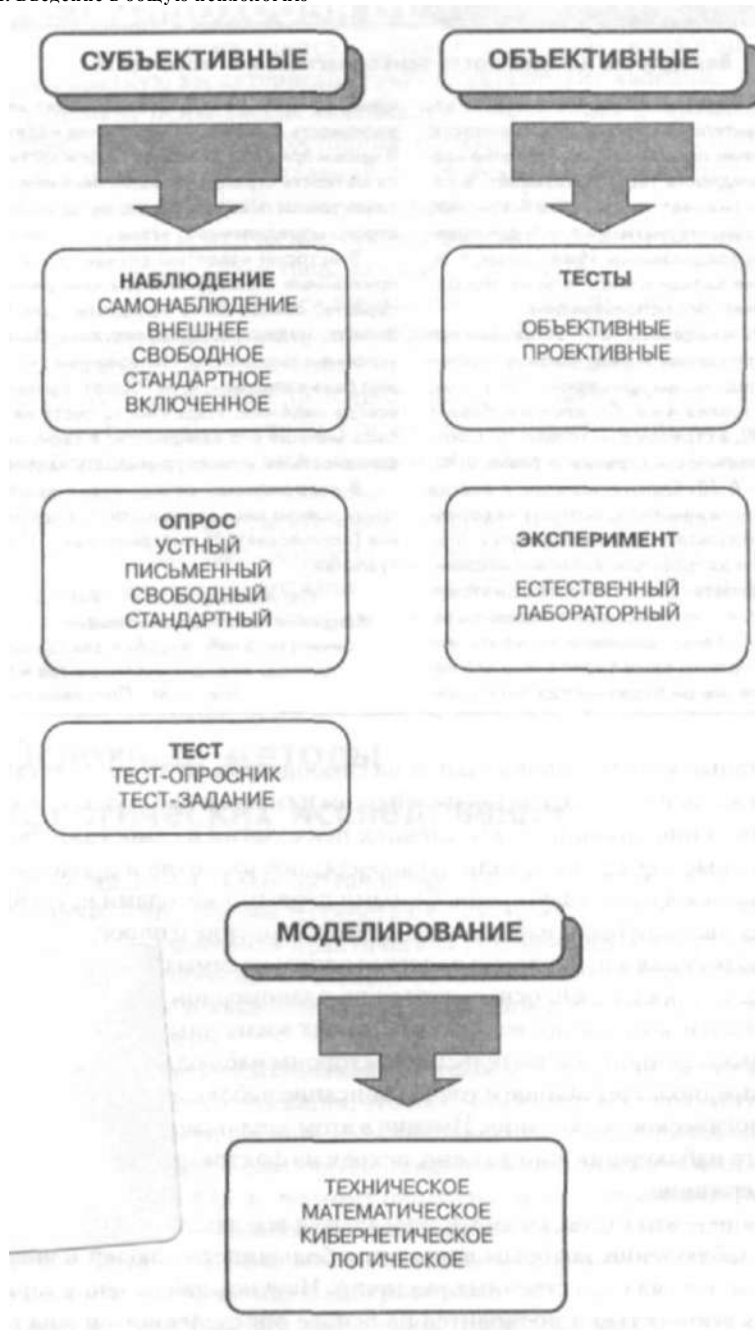 СУБЪЕКТИВНЫЕ
НАБЛЮДЕНИЕ
САМОНАБЛЮДЕНИЕ
ВНЕШНЕЕ
СВОБОДНОЕ
СТАНДАРТНОЕ
ВКЛЮЧЕННОЕ
ОПРОС
УСТНЫЙ
ПИСЬМЕННЫЙ
СВОБОДНЫЙ
СТАНДАРТНЫЙ
ТЕСТ
ТЕСТ-ОПРОСНИК
ТЕСТ-ЗАДАНИЕ
ОБЪЕКТИВНЫЕ
ТЕСТЫ
ОБЪЕКТИВНЫЕ
ПРОЕКТИВНЫЕ
ЭКСПЕРИМЕНТ
ЕСТЕСТВЕННЫЙ
ЛАБОРАТОРНЫЙ
МОДЕЛИРОВАНИЕ
ТЕХНИЧЕСКОЕ
МАТЕМАТИЧЕСКОЕ
КИБЕРНЕТИЧЕСКОЕ
ЛОГИЧЕСКОЕ